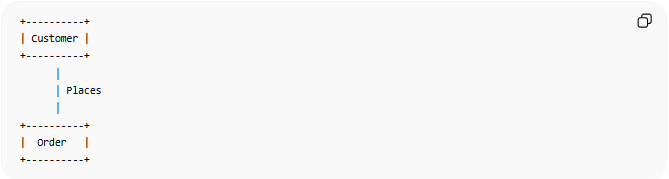 +----------+
| Customer |
+----------+
      |
      | Places
      |
+----------+
|  Order   |
+----------+